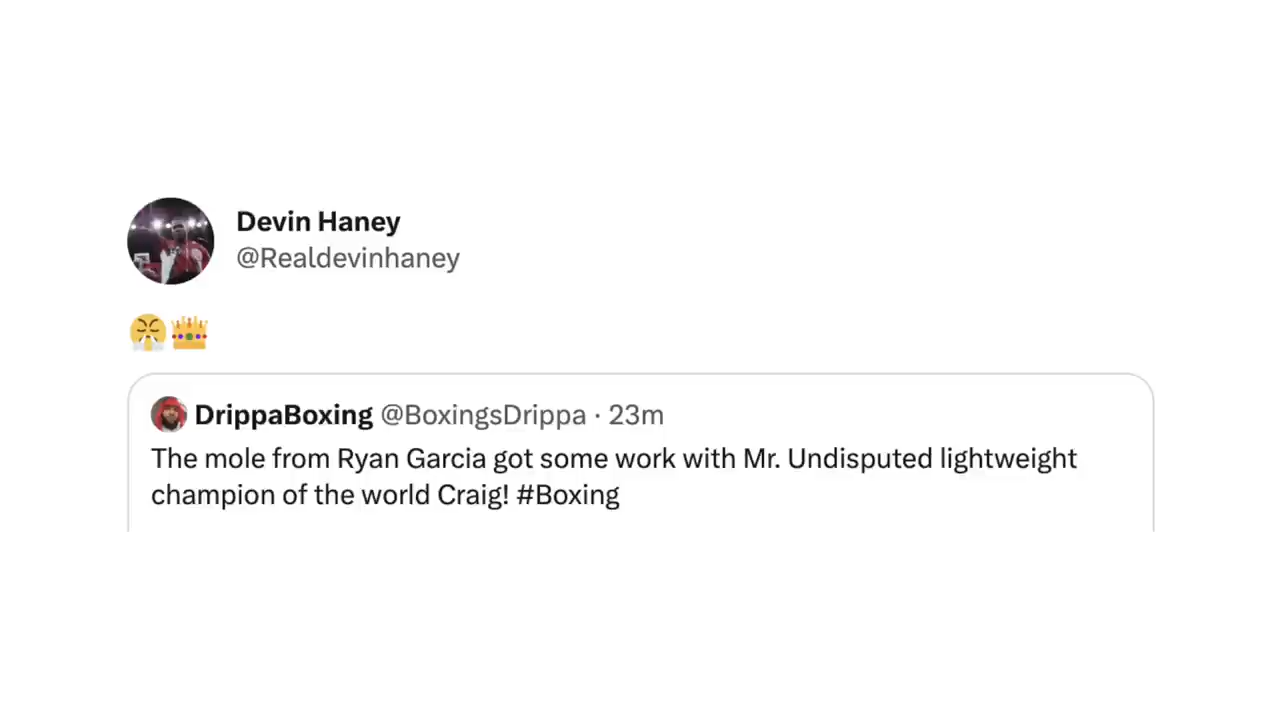 Devin Haney
@Realdevinhaney
😤👑
DrippaBoxing @BoxingsDrippa · 23m
The mole from Ryan Garcia got some work with Mr. Undisputed lightweight
champion of the world Craig! #Boxing